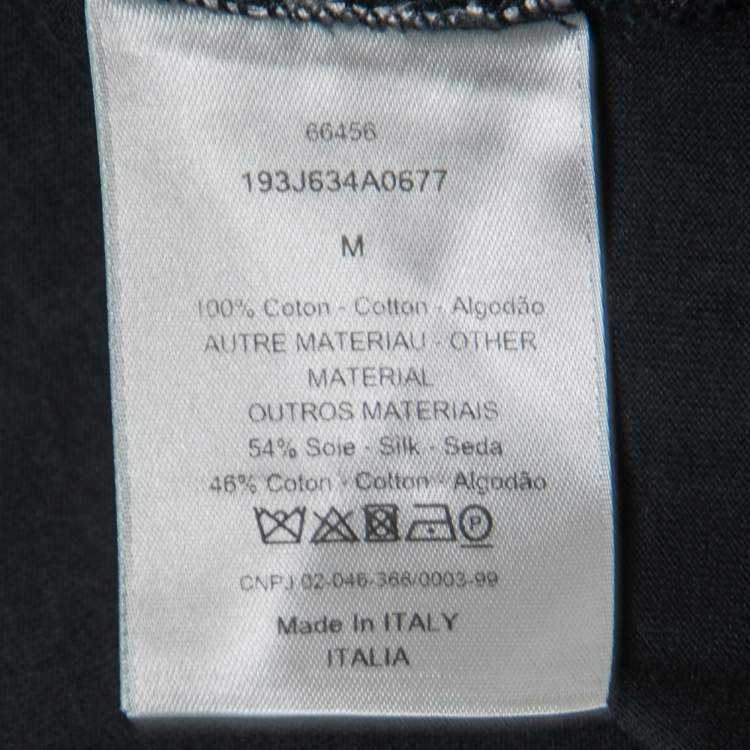 66456
193J634A0677
M
100% Coton - Cotton - Algodão
AUTRE MATERIAU - OTHER
MATERIAL
OUTROS MATERIAIS
54% Soie - Silk - Seda
46% Coton - Cotton - Algodão
P
CNPJ 02-046-366/0003-99
Made In ITALY
ITALIA